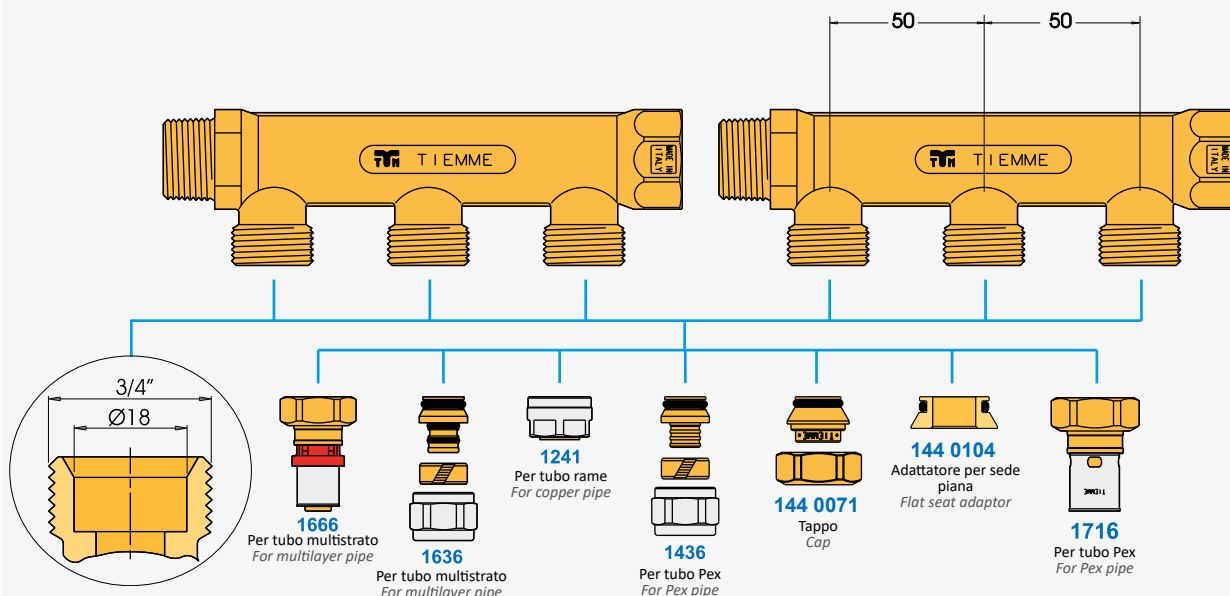 50
50
TIEMME
MADE IN
ITALY
TIEMME
MADE IN
ITALY
3/4"
Ø18
1666
Per tubo multistrato
For multilayer pipe
1636
Per tubo multistrato
For multilayer pipe
1241
Per tubo rame
For copper pipe
1436
Per tubo Pex
For Pex pipe
TIEMME
144 0071
Tappo
Cap
144 0104
Adattatore per sede
piana
Flat seat adaptor
TIEMME
1716
Per tubo Pex
For Pex pipe